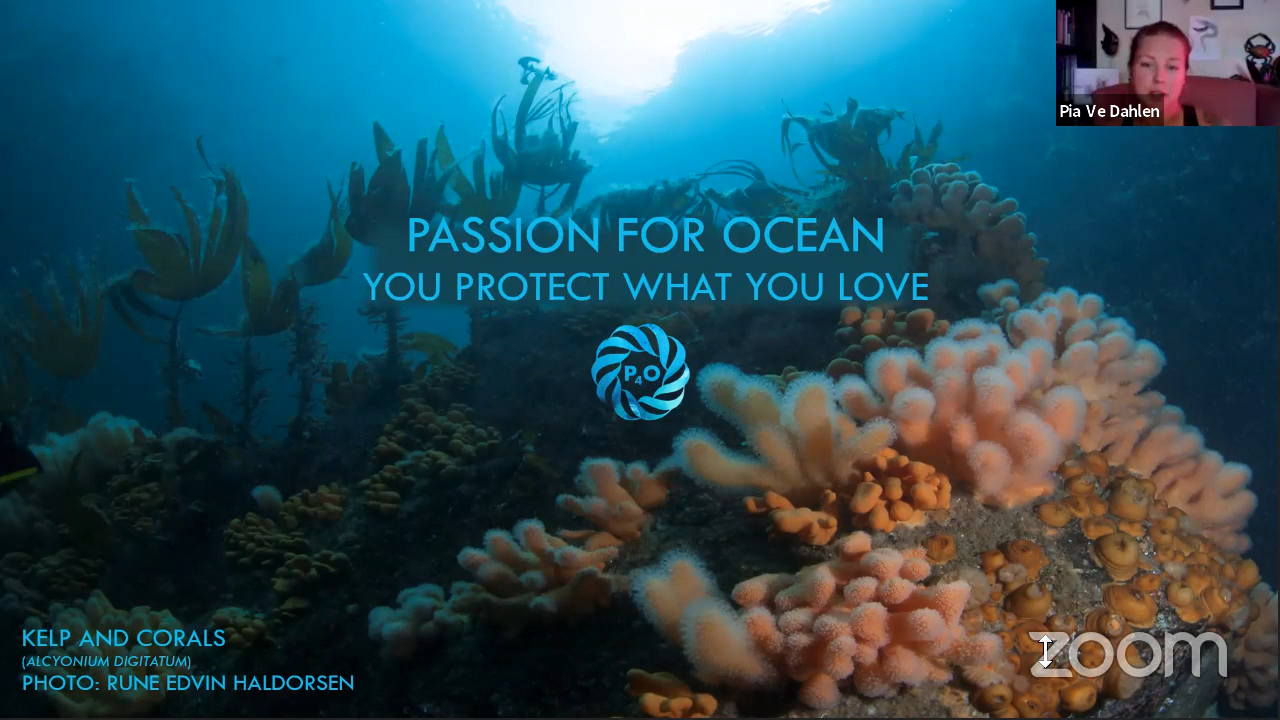 Pia Ve Dahlen
PASSION FOR OCEAN
YOU PROTECT WHAT YOU LOVE
P4O
KELP AND CORALS
(ALCYONIUM DIGITATUM)
PHOTO: RUNE EDVIN HALDORSEN
zoom